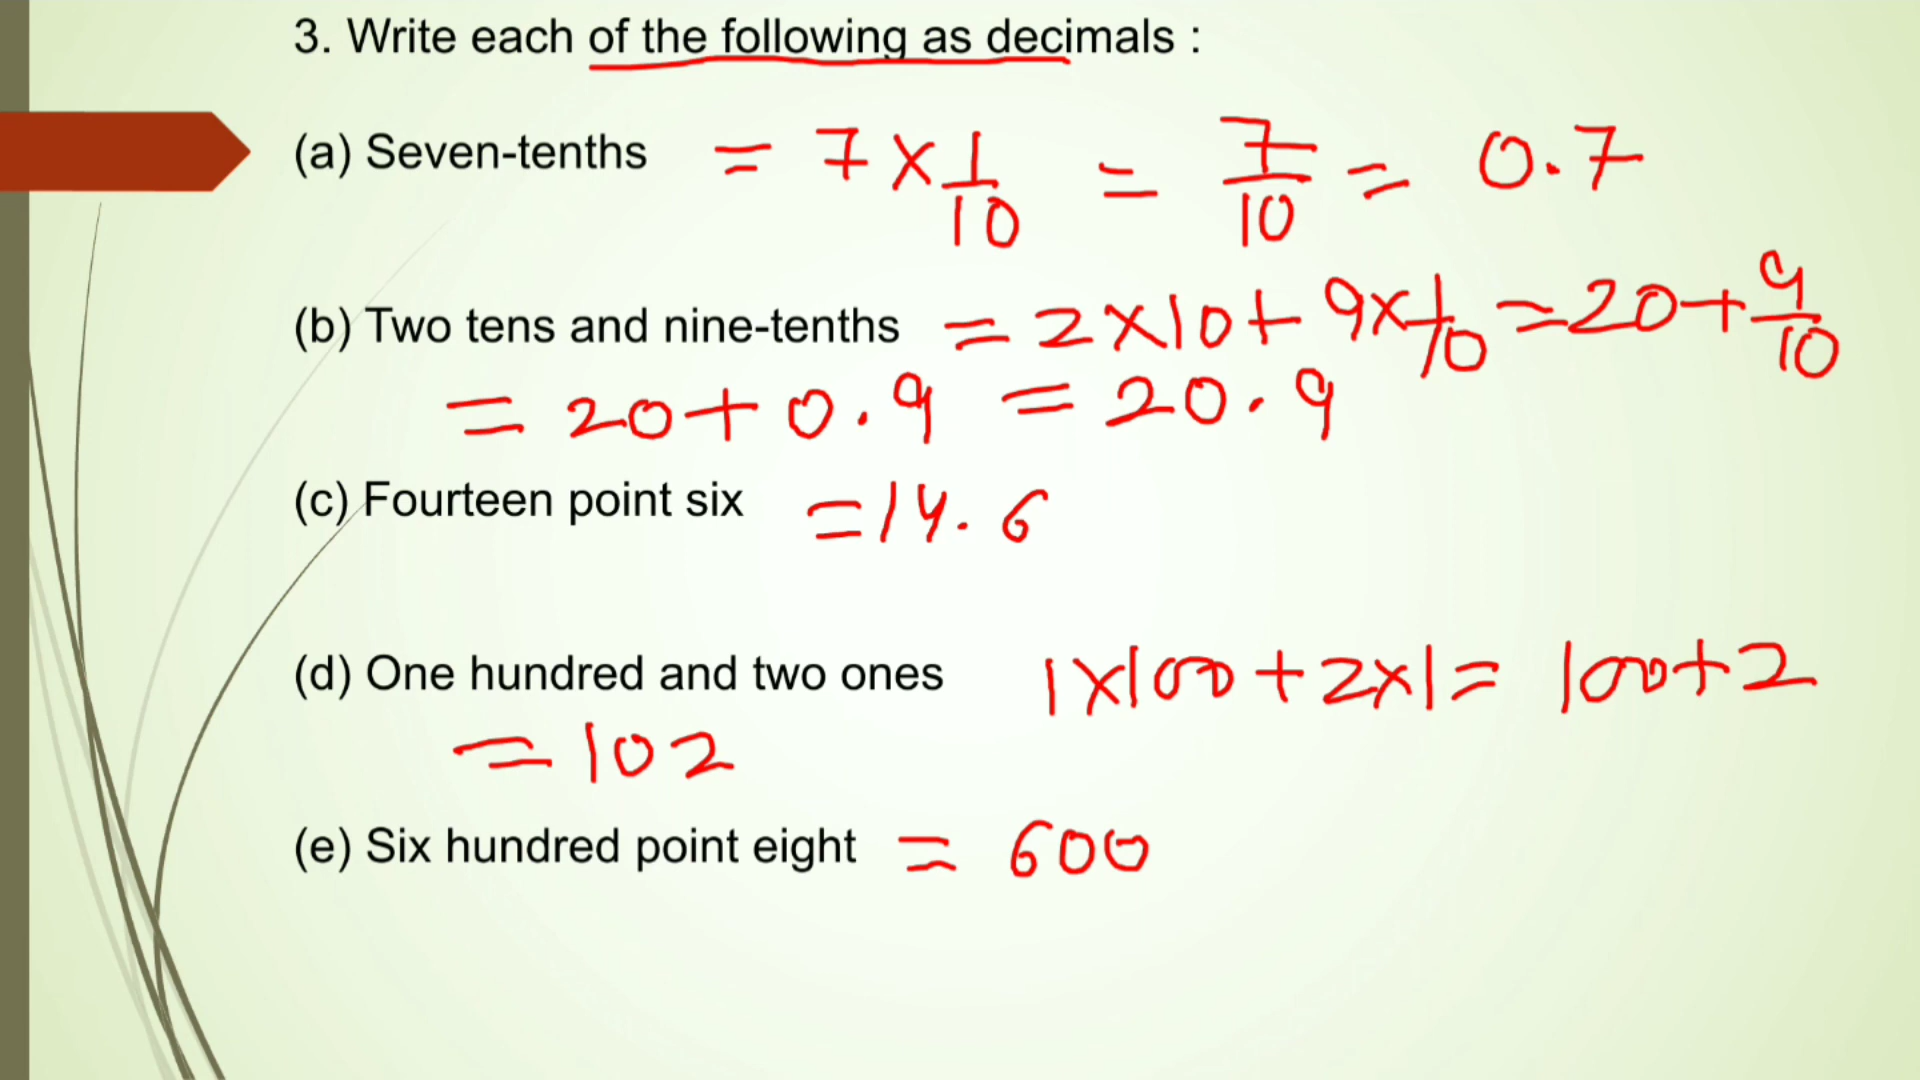 3. Write each of the following as decimals :
(a) Seven-tenths = 7 × 1/10 = 7/10 = 0.7
(b) Two tens and nine-tenths = 2×10+ 9×1/10 =20+9/10
= 20+0.9 = 20.9
(c) Fourteen point six =14.6
(d) One hundred and two ones 1×100+2×1= 100+2
=102
(e) Six hundred point eight = 600